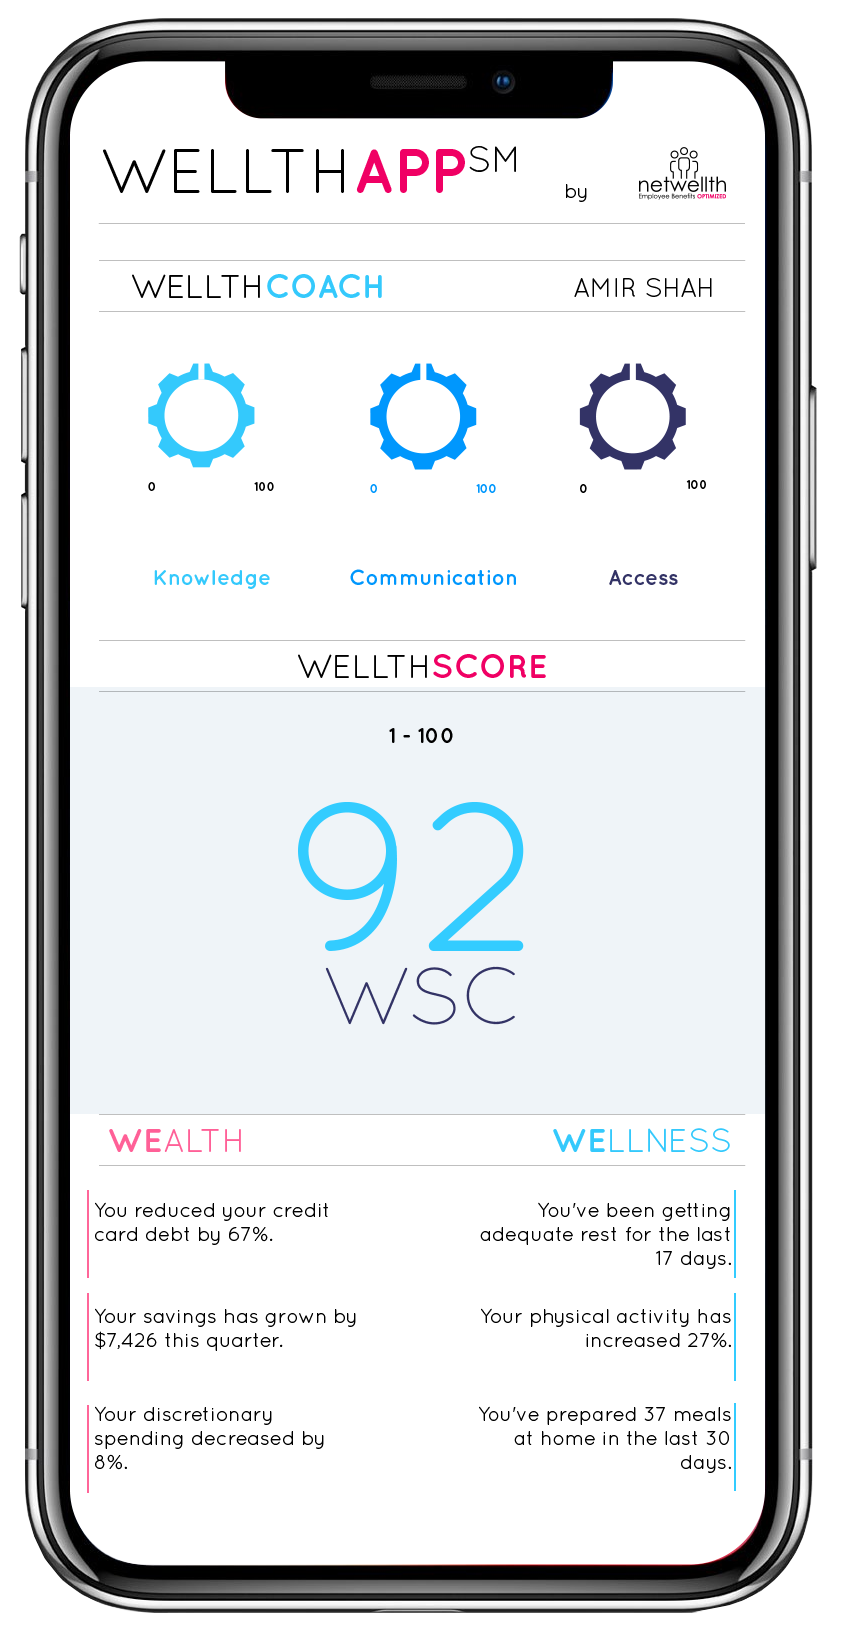 WELLTHAPPSM
by
netwellth
Employee Benefits OPTIMIZED
WELLTHCOACH
AMIR SHAH
0 100
0 100
0 100
Knowledge
Communication
Access
WELLTHSCORE
1 - 100
92
WSC
WEALTH
WELLNESS
You reduced your credit
card debt by 67%.
You've been getting
adequate rest for the last
17 days.
Your savings has grown by
$7,426 this quarter.
Your physical activity has
increased 27%.
Your discretionary
spending decreased by
8%.
You've prepared 37 meals
at home in the last 30
days.